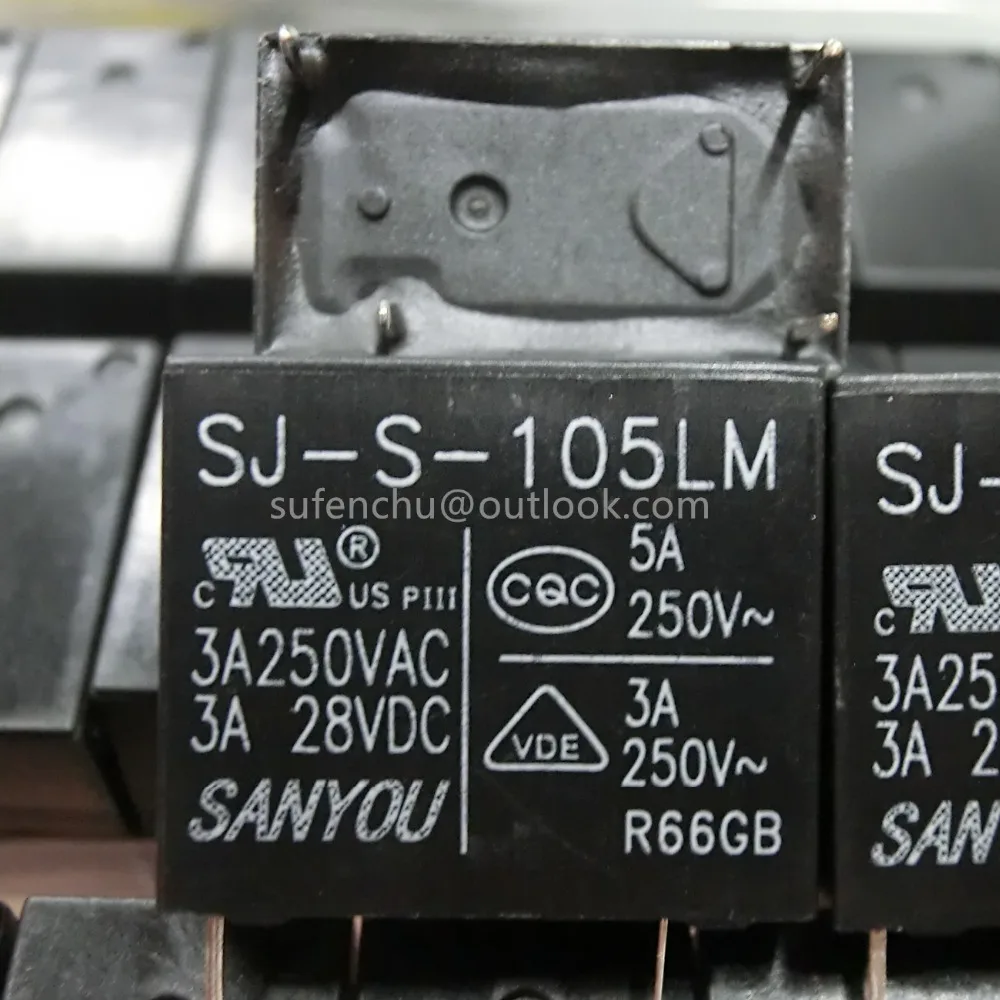 SJ-S-105LM
sufenchu@outlook.com
c RU ® US PIII
3A250VAC
3A 28VDC
SANYOU
CQC
5A
250V~
VDE
3A
250V~
R66GB
SJ-
c
3A25
3A 2
SAN